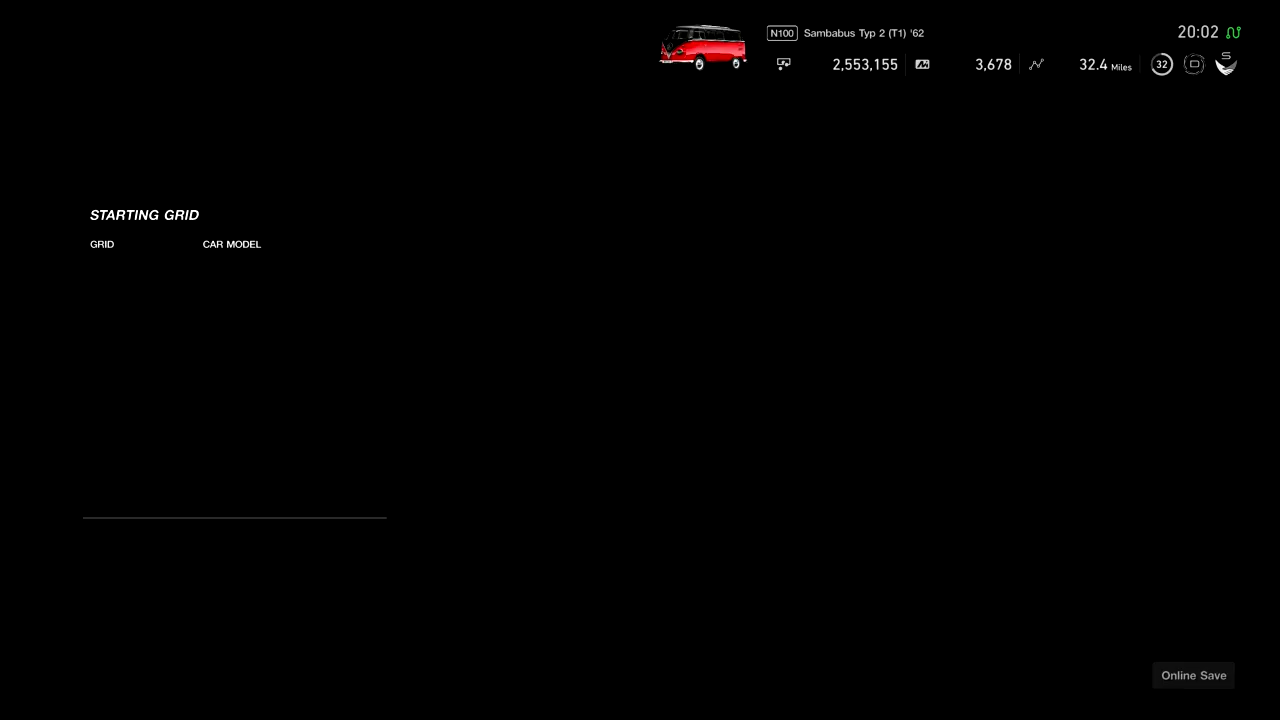 N100 Sambabus Typ 2 (T1) '62 20:02
2,553,155 3,678 32.4 Miles 32 S
STARTING GRID
GRID CAR MODEL
Online Save